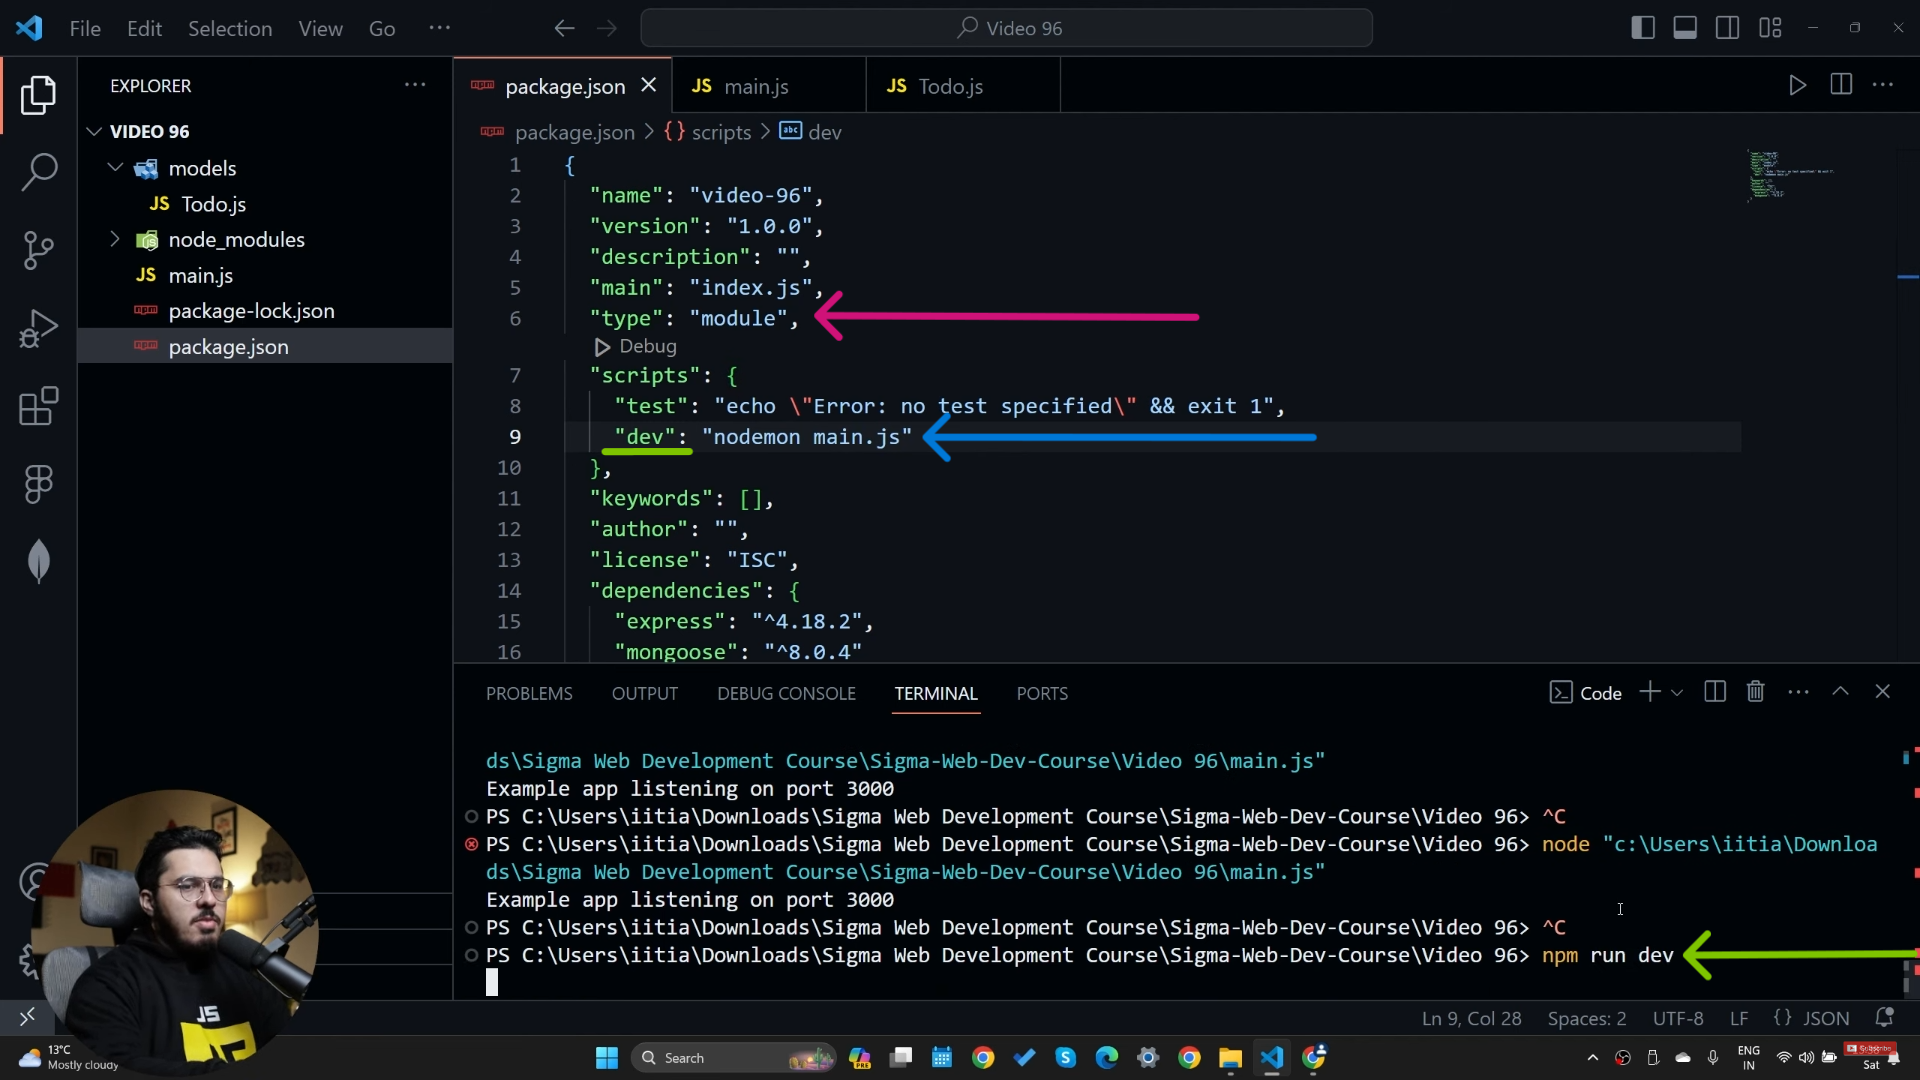 File Edit Selection View Go ···
Video 96
EXPLORER ···
VIDEO 96
models
JS Todo.js
node_modules
JS main.js
package-lock.json
package.json
package.json
JS main.js
JS Todo.js
package.json > {} scripts > abc dev
1 {
2 "name": "video-96",
3 "version": "1.0.0",
4 "description": "",
5 "main": "index.js",
6 "type": "module",
Debug
7 "scripts": {
8 "test": "echo \"Error: no test specified\" && exit 1",
9 "dev": "nodemon main.js"
10 },
11 "keywords": [],
12 "author": "",
13 "license": "ISC",
14 "dependencies": {
15 "express": "^4.18.2",
16 "mongoose": "^8.0.4"
PROBLEMS OUTPUT DEBUG CONSOLE TERMINAL PORTS
Code
ds\Sigma Web Development Course\Sigma-Web-Dev-Course\Video 96\main.js"
Example app listening on port 3000
PS C:\Users\iitia\Downloads\Sigma Web Development Course\Sigma-Web-Dev-Course\Video 96> ^C
PS C:\Users\iitia\Downloads\Sigma Web Development Course\Sigma-Web-Dev-Course\Video 96> node "c:\Users\iitia\Downloa
ds\Sigma Web Development Course\Sigma-Web-Dev-Course\Video 96\main.js"
Example app listening on port 3000
PS C:\Users\iitia\Downloads\Sigma Web Development Course\Sigma-Web-Dev-Course\Video 96> ^C
PS C:\Users\iitia\Downloads\Sigma Web Development Course\Sigma-Web-Dev-Course\Video 96> npm run dev
JS
Ln 9, Col 28 Spaces: 2 UTF-8 LF {} JSON
13°C
Mostly cloudy
Search
PRE
ENG
IN
Subscribe
Sat